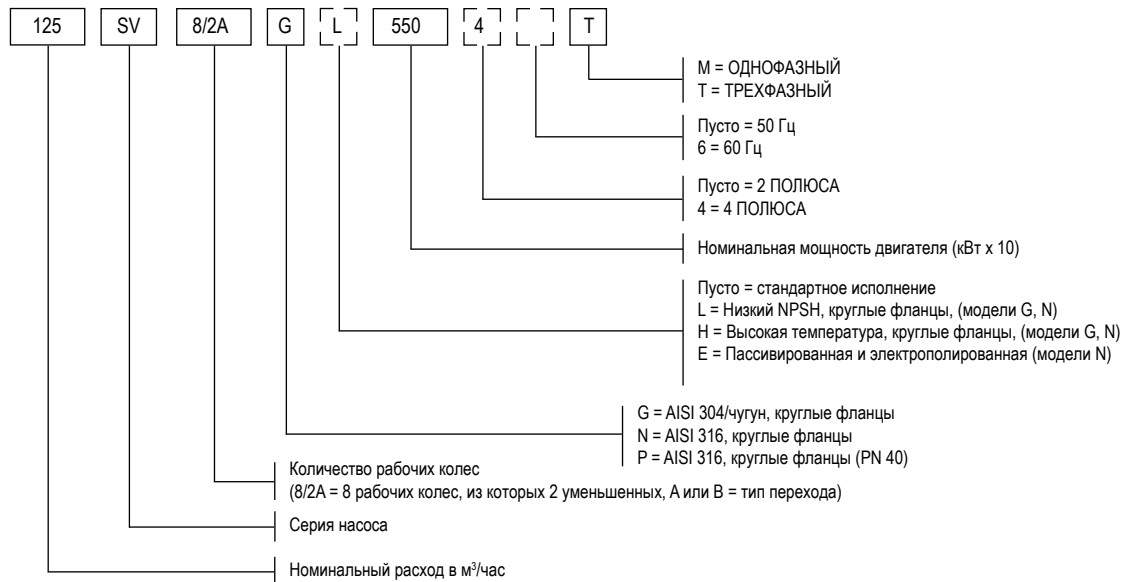 125 SV 8/2A G L 550 4 T
М = ОДНОФАЗНЫЙ
Т = ТРЕХФАЗНЫЙ
Пусто = 50 Гц
6 = 60 Гц
Пусто = 2 ПОЛЮСА
4 = 4 ПОЛЮСА
Номинальная мощность двигателя (кВт x 10)
Пусто = стандартное исполнение
L = Низкий NPSH, круглые фланцы, (модели G, N)
H = Высокая температура, круглые фланцы, (модели G, N)
E = Пассивированная и электрополированная (модели N)
G = AISI 304/чугун, круглые фланцы
N = AISI 316, круглые фланцы
P = AISI 316, круглые фланцы (PN 40)
Количество рабочих колес
(8/2A = 8 рабочих колес, из которых 2 уменьшенных, A или B = тип перехода)
Серия насоса
Номинальный расход в м³/час